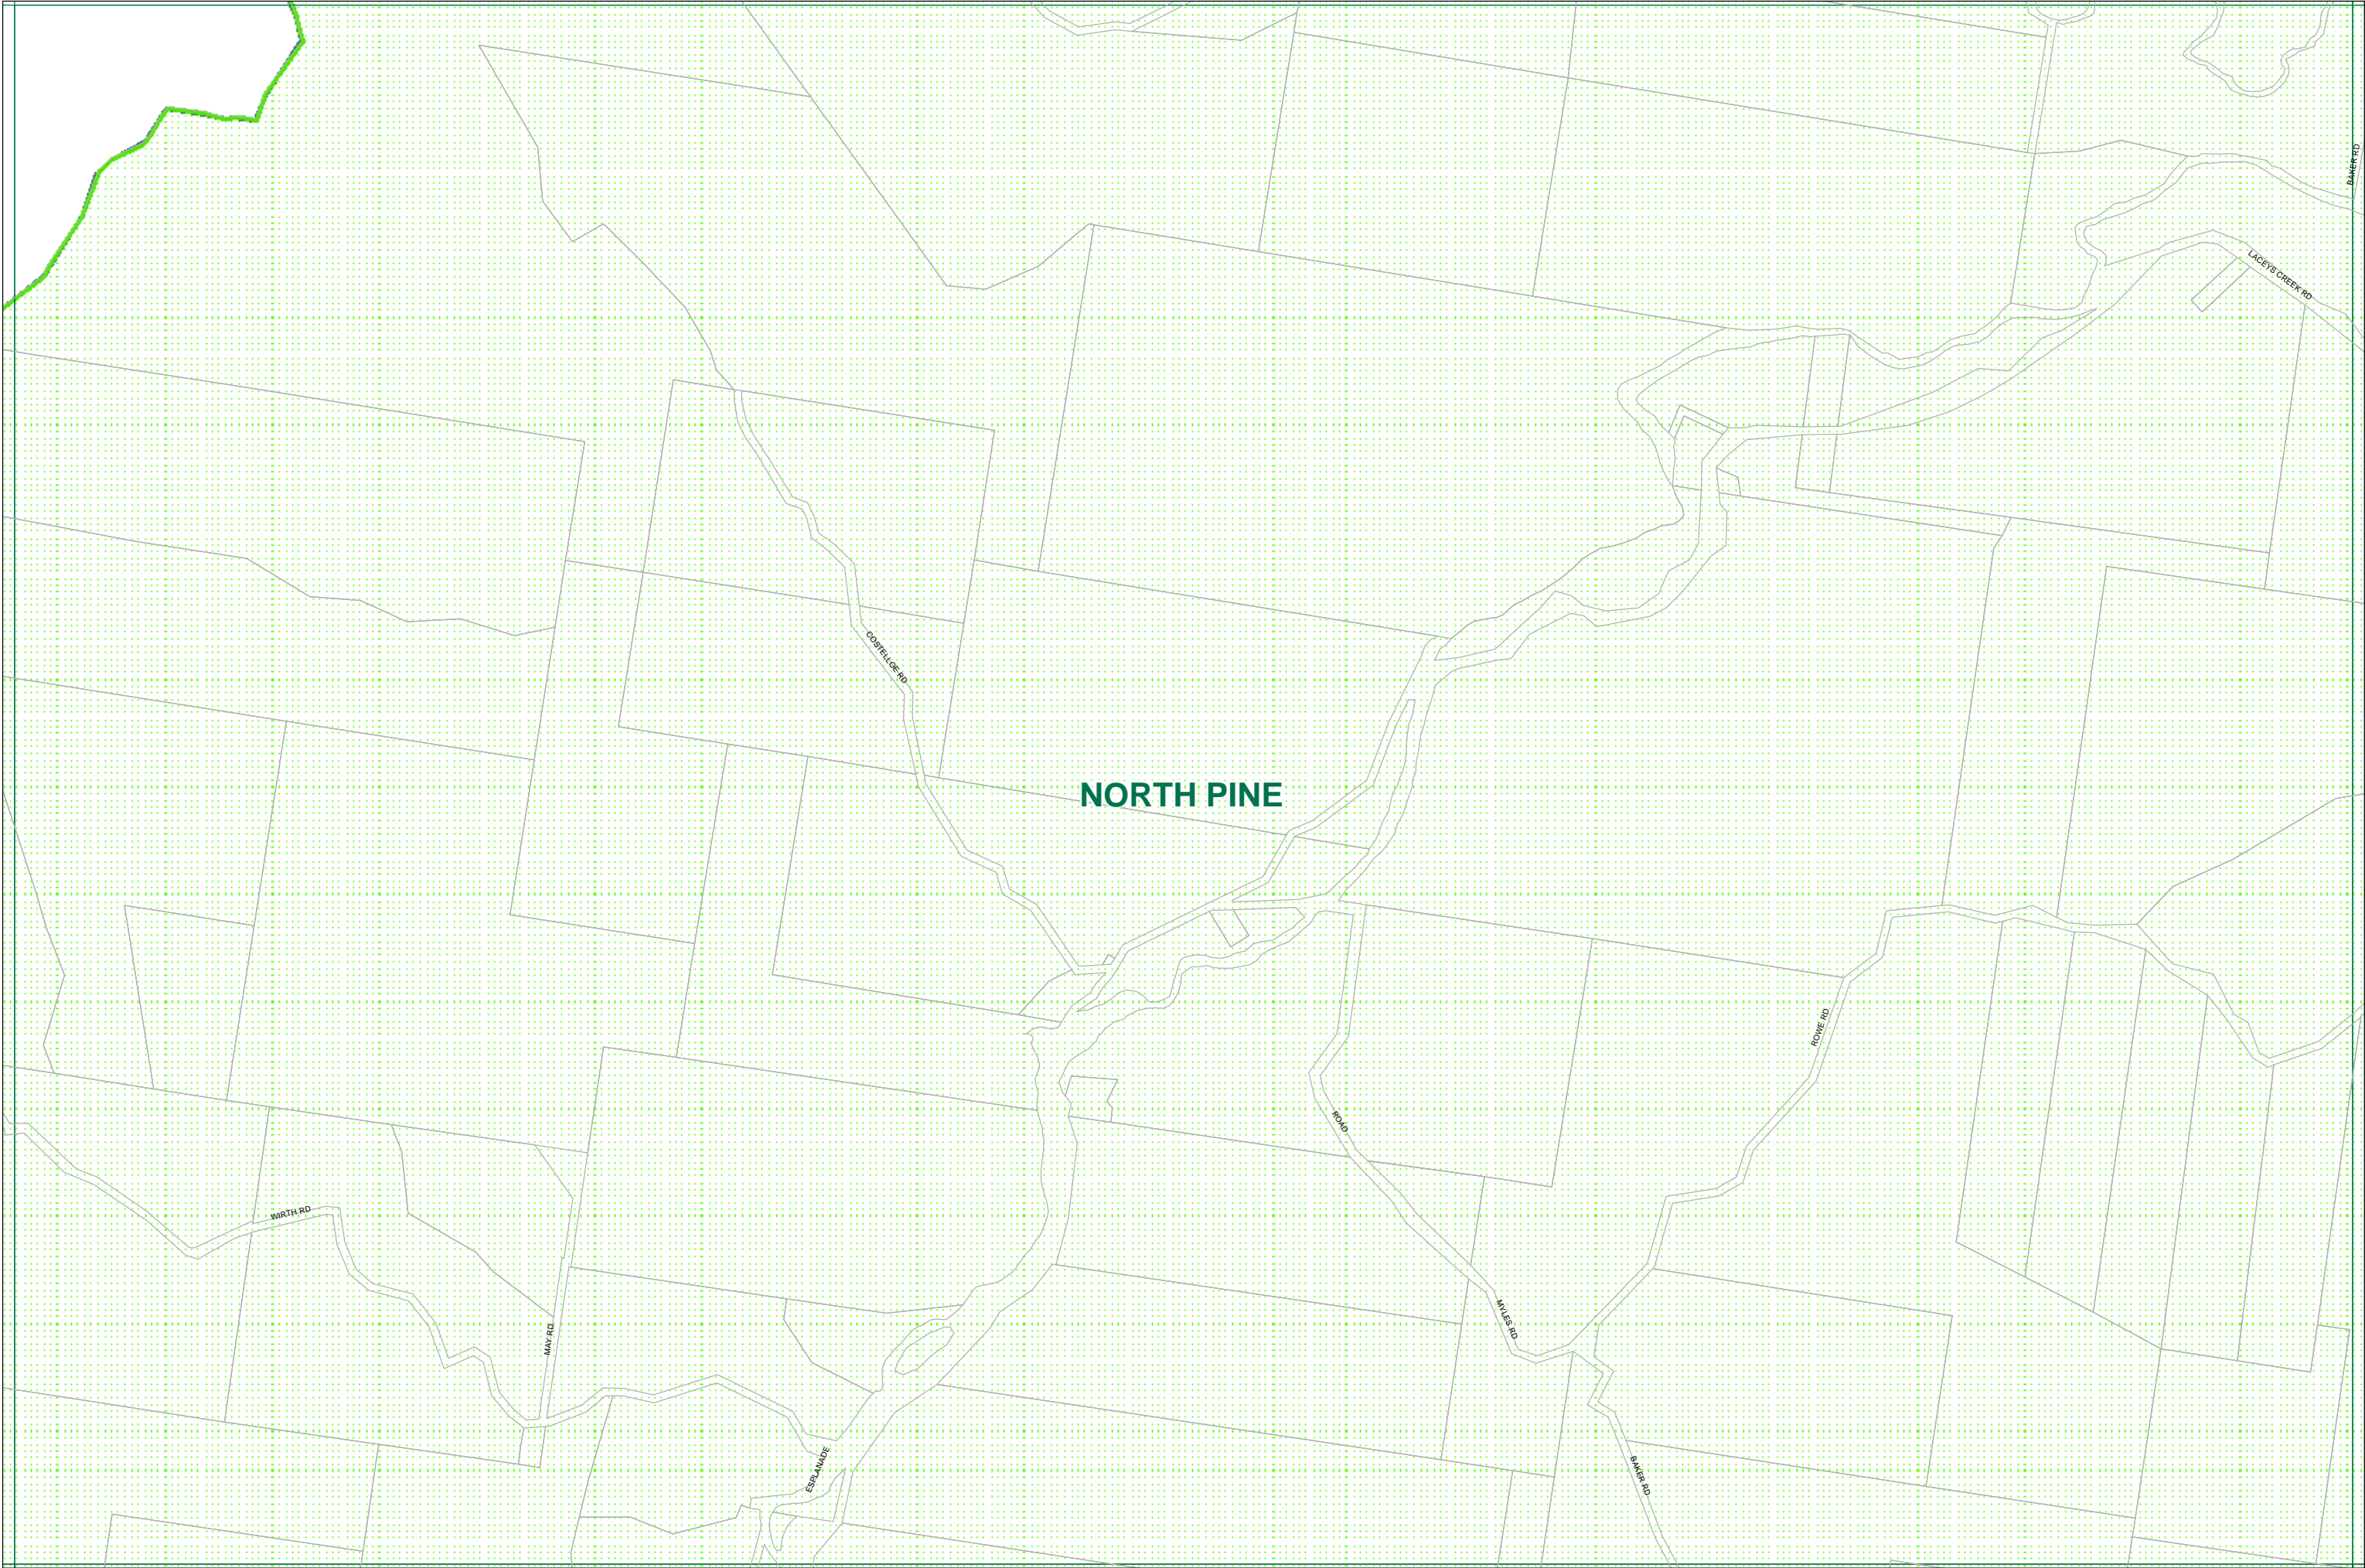 BAKER RD
LACEYS CREEK RD
COSTELLOE RD
NORTH PINE
ROWE RD
ROAD
WIRTH RD
MYLES RD
MAY RD
ESPLANADE
BAKER RD